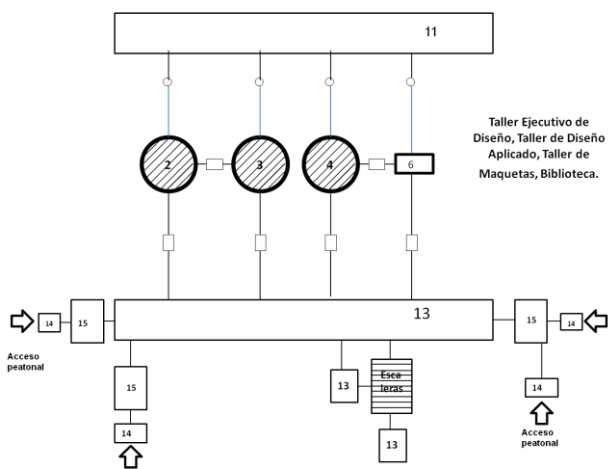 11
Taller Ejecutivo de
Diseño, Taller de Diseño
Aplicado, Taller de
Maquetas, Biblioteca.
2
3
4
6
13
14
15
15
14
Acceso
peatonal
15
13
Esca
leras
14
14
13
Acceso
peatonal